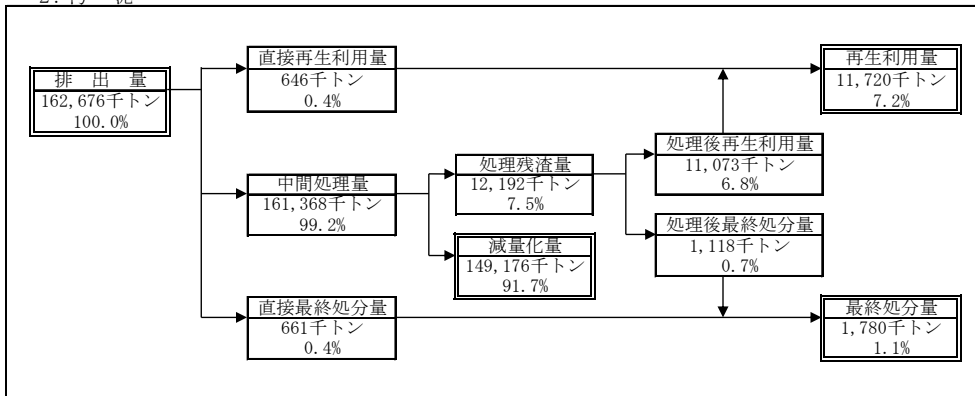 2. 汚　泥
排　出　量
162,676千トン
100.0%
直接再生利用量
646千トン
0.4%
再生利用量
11,720千トン
7.2%
中間処理量
161,368千トン
99.2%
処理残渣量
12,192千トン
7.5%
処理後再生利用量
11,073千トン
6.8%
減量化量
149,176千トン
91.7%
処理後最終処分量
1,118千トン
0.7%
直接最終処分量
661千トン
0.4%
最終処分量
1,780千トン
1.1%